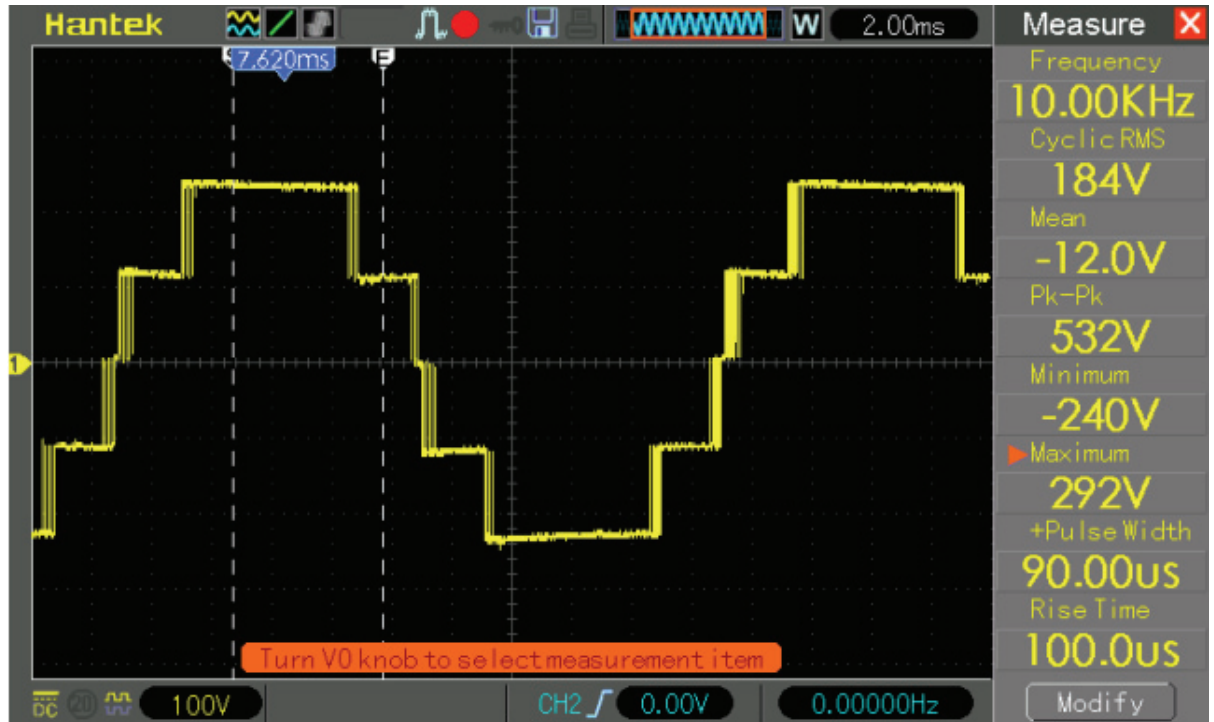 Hantek W 2.00ms Measure X
S 7.620ms E
Frequency
10.00KHz
Cyclic RMS
184V
Mean
-12.0V
Pk-Pk
532V
1
Minimum
-240V
Maximum
292V
+Pulse Width
90.00us
Rise Time
100.0us
Turn V0 knob to select measurement item
DC 20 100V CH2 0.00V 0.00000Hz Modify